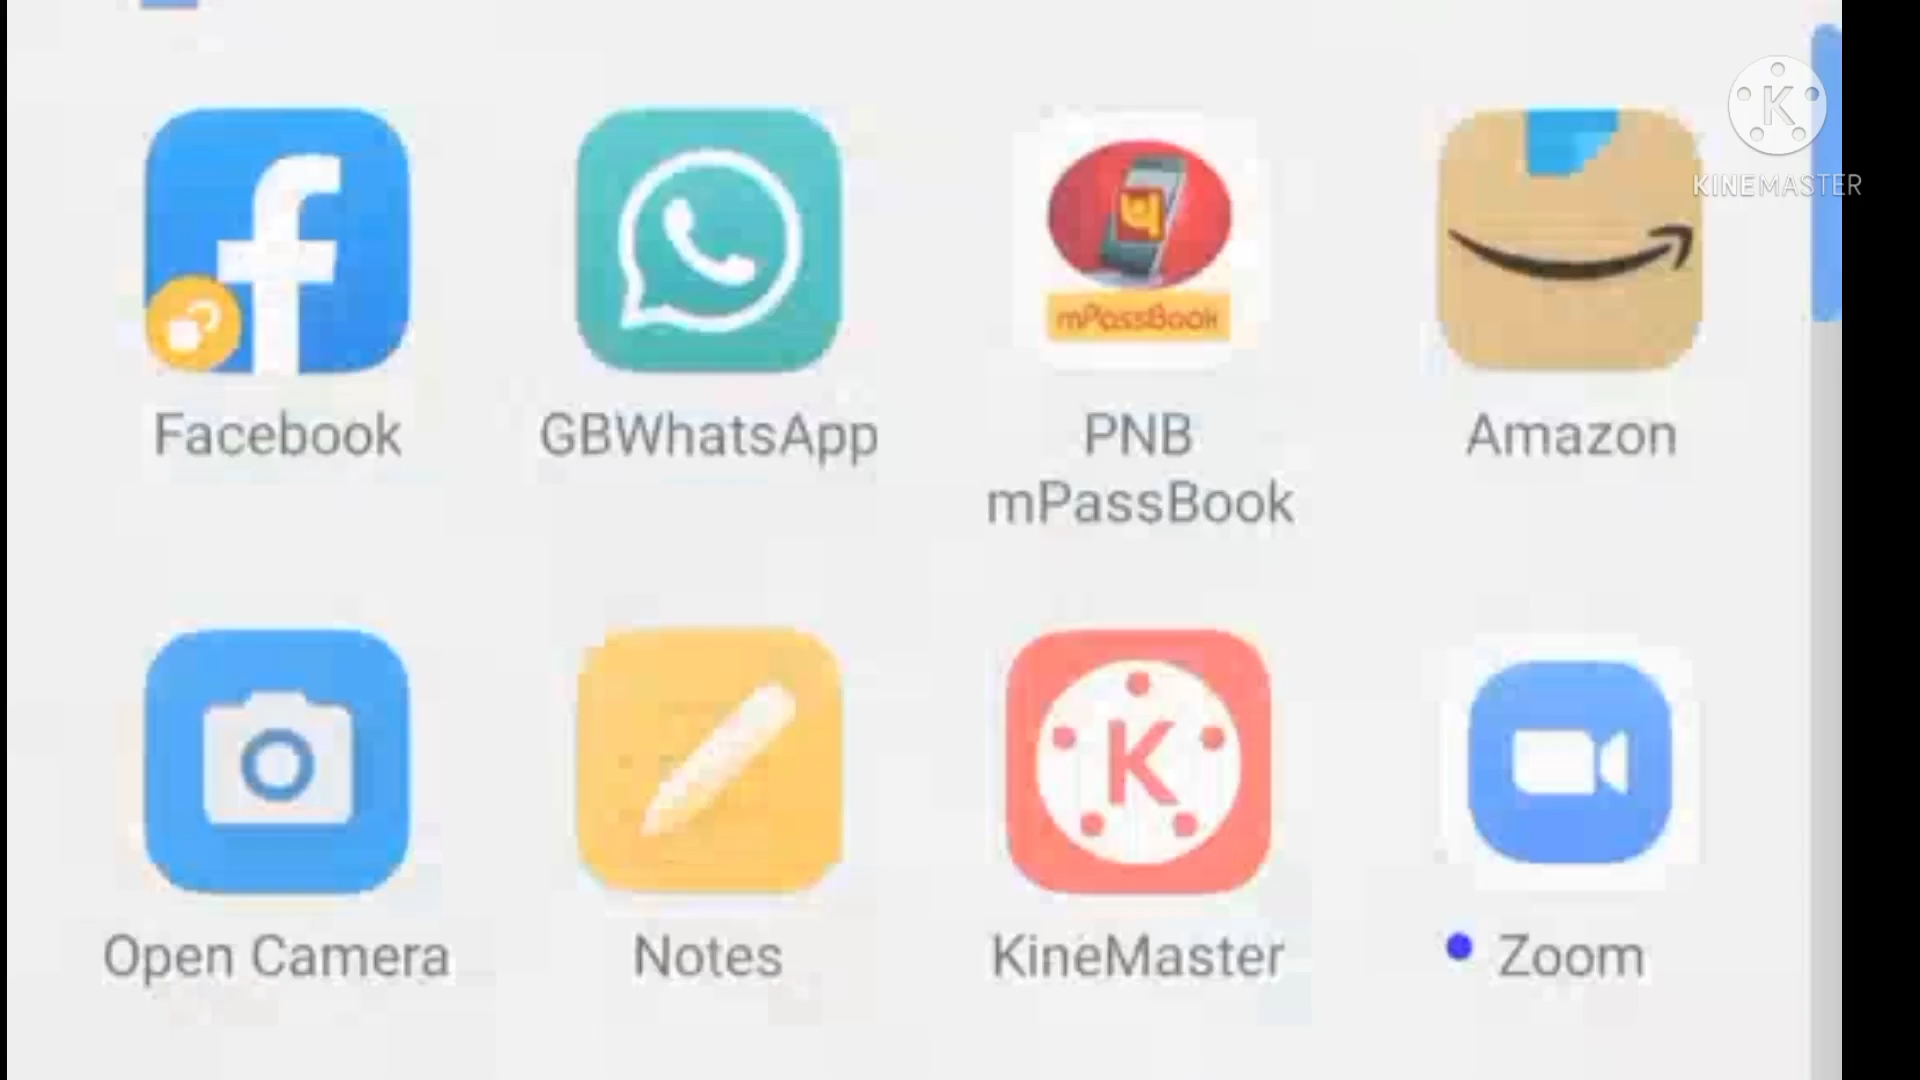 KINEMASTER
mPassBook
Facebook
GBWhatsApp
PNB
mPassBook
Amazon
Open Camera
Notes
KineMaster
Zoom